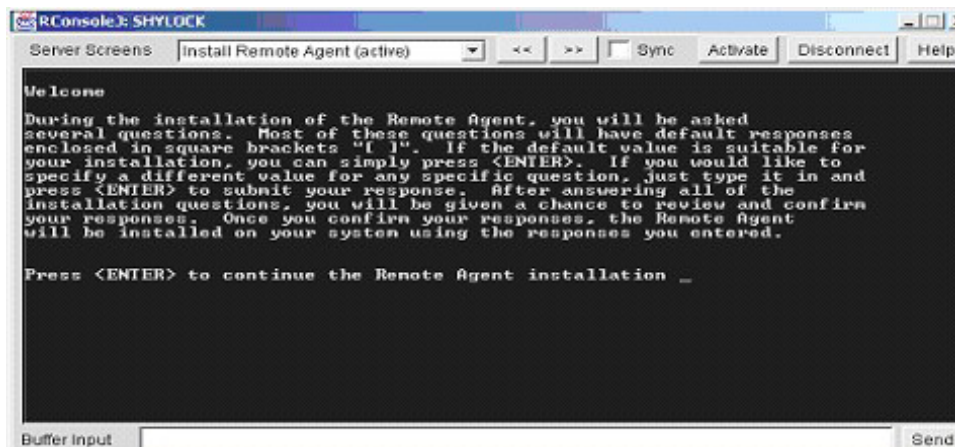 RConsoleJ: SHYLOCK
Server Screens Install Remote Agent (active) << >> Sync Activate Disconnect Help
Welcome
During the installation of the Remote Agent, you will be asked
several questions. Most of these questions will have default responses
enclosed in square brackets "[ ]". If the default value is suitable for
your installation, you can simply press <ENTER>. If you would like to
specify a different value for any specific question, just type it in and
press <ENTER> to submit your response. After answering all of the
installation questions, you will be given a chance to review and confirm
your responses. Once you confirm your responses, the Remote Agent
will be installed on your system using the responses you entered.
Press <ENTER> to continue the Remote Agent installation _
Buffer Input Send